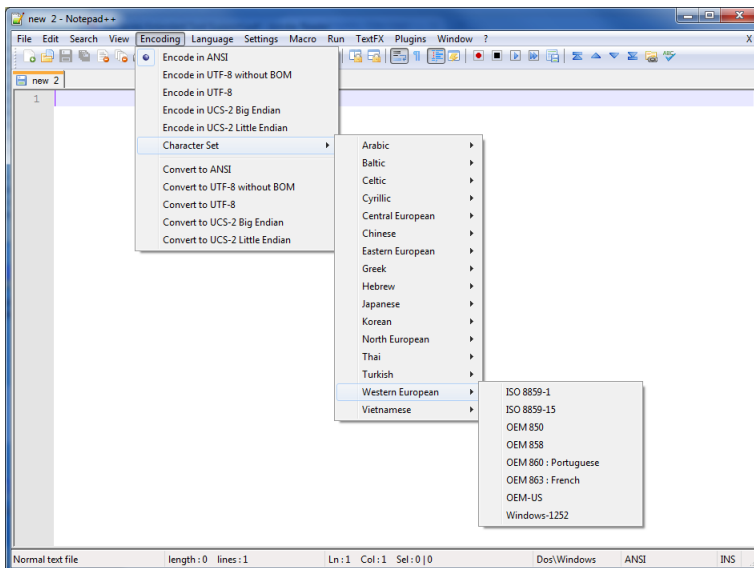 new 2 - Notepad++
File Edit Search View Encoding Language Settings Macro Run TextFX Plugins Window ? X
new 2
1
Encode in ANSI
Encode in UTF-8 without BOM
Encode in UTF-8
Encode in UCS-2 Big Endian
Encode in UCS-2 Little Endian
Character Set
Convert to ANSI
Convert to UTF-8 without BOM
Convert to UTF-8
Convert to UCS-2 Big Endian
Convert to UCS-2 Little Endian
Arabic
Baltic
Celtic
Cyrillic
Central European
Chinese
Eastern European
Greek
Hebrew
Japanese
Korean
North European
Thai
Turkish
Western European
Vietnamese
ISO 8859-1
ISO 8859-15
OEM 850
OEM 858
OEM 860 : Portuguese
OEM 863 : French
OEM-US
Windows-1252
Normal text file length : 0 lines : 1 Ln : 1 Col : 1 Sel : 0 | 0 Dos\Windows ANSI INS